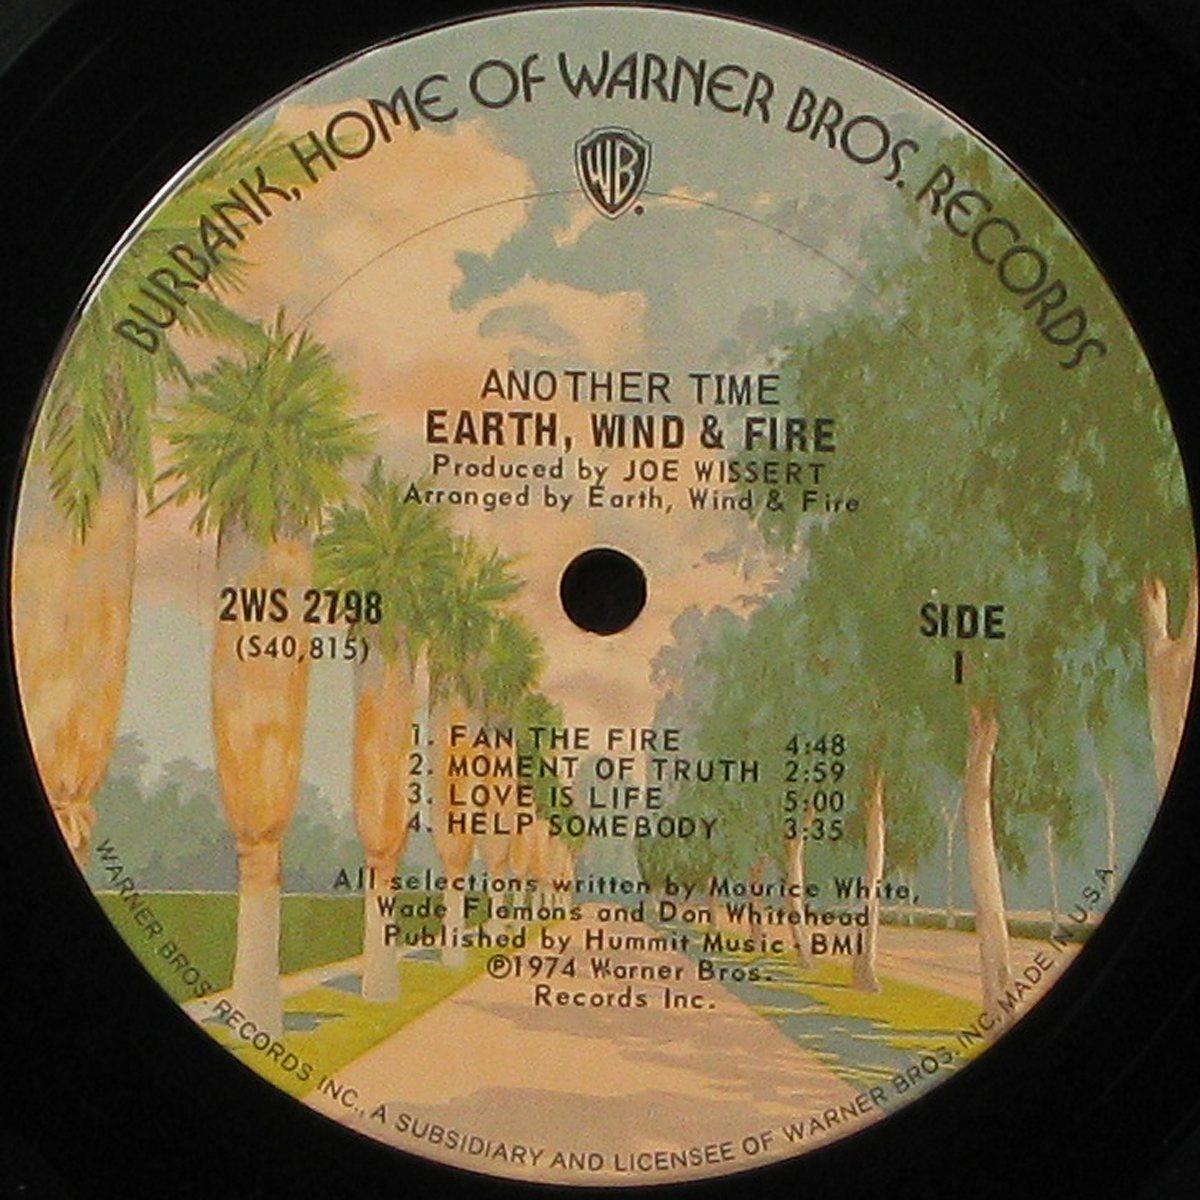 BURBANK, HOME OF WARNER BROS. RECORDS
WB
ANOTHER TIME
EARTH, WIND & FIRE
Produced by JOE WISSERT
Arranged by Earth, Wind & Fire
2WS 2798
(S40,815)
SIDE
1
1. FAN THE FIRE 4:48
2. MOMENT OF TRUTH 2:59
3. LOVE IS LIFE 5:00
4. HELP SOMEBODY 3:35
All selections written by Maurice White,
Wade Flemons and Don Whitehead
Published by Hummit Music - BMI
℗1974 Warner Bros.
Records Inc.
WARNER BROS. RECORDS INC., A SUBSIDIARY AND LICENSEE OF WARNER BROS. INC. MADE IN U.S.A.